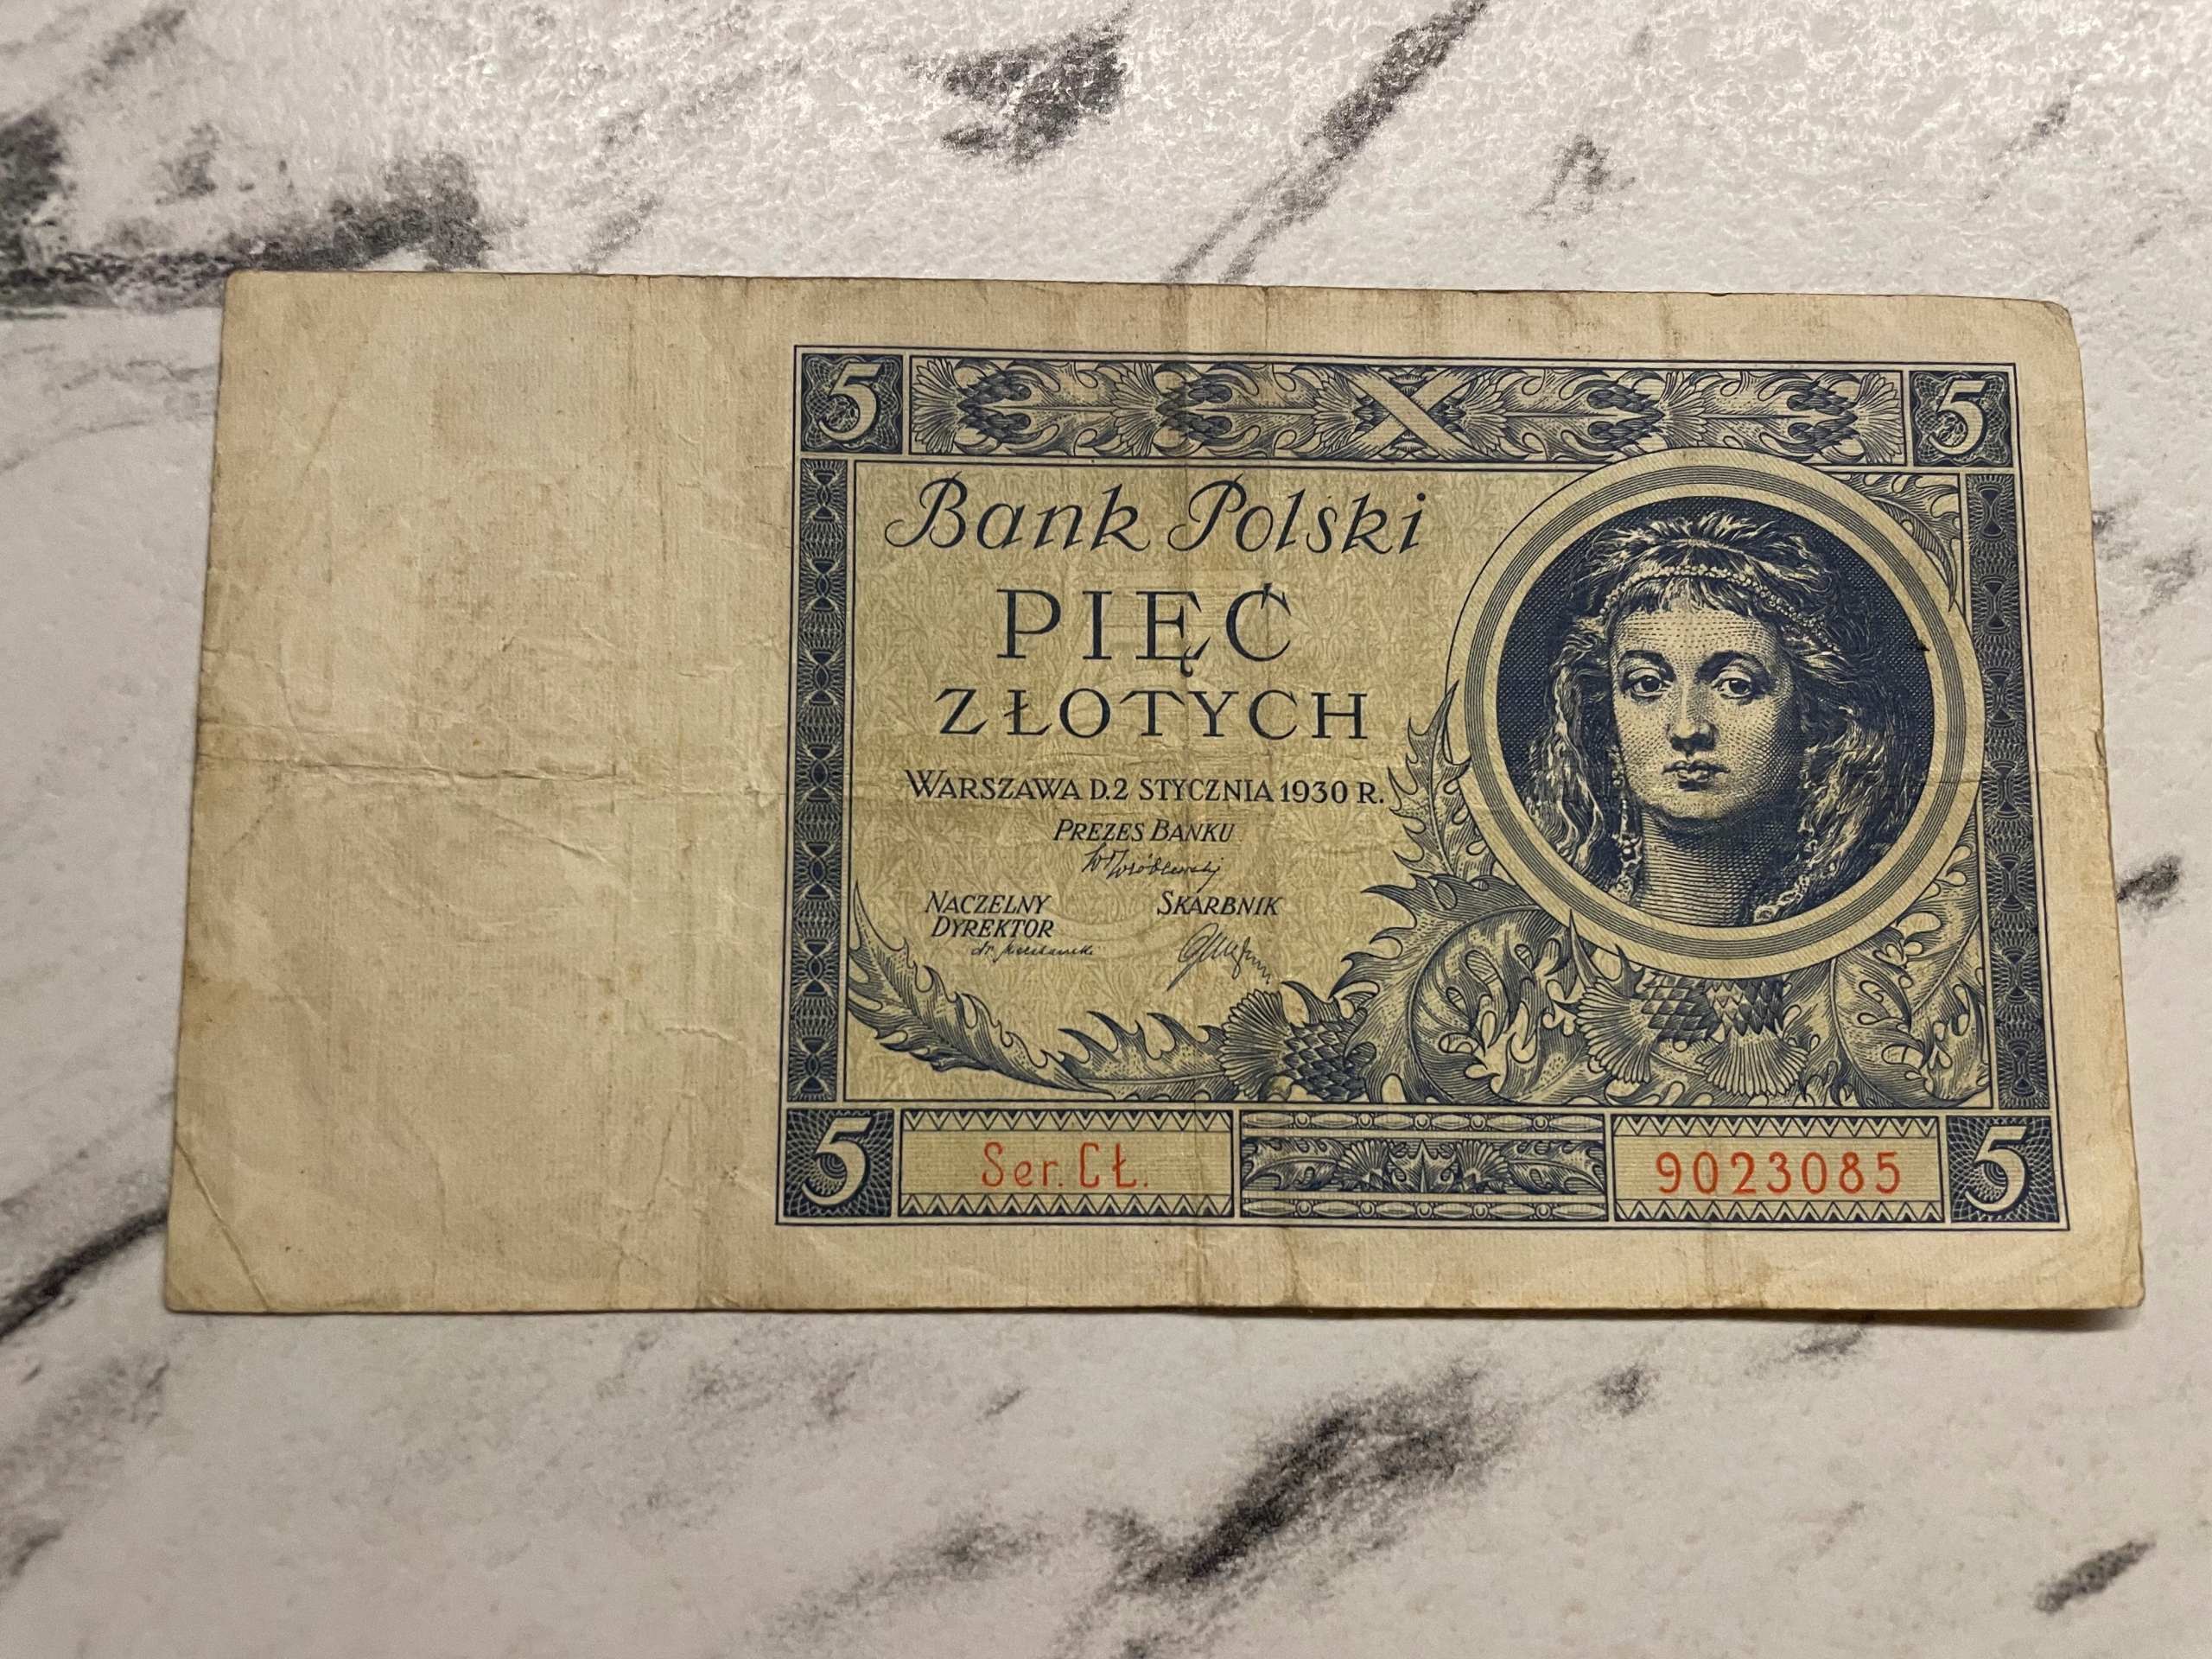 5 5
Bank Polski
PIĘĆ
ZŁOTYCH
WARSZAWA D.2 STYCZNIA 1930 R.
PREZES BANKU
NACZELNY
DYREKTOR
SKARBNIK
5 Ser. CŁ. 9023085 5